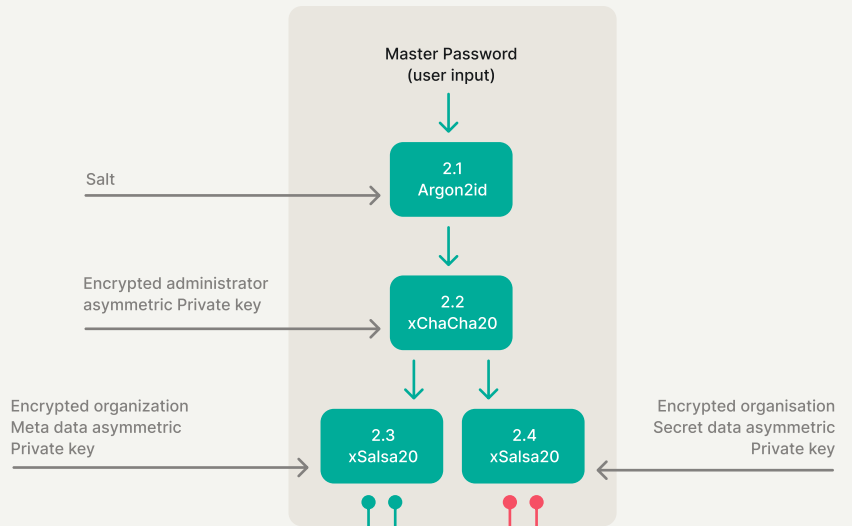 Master Password
(user input)
2.1
Argon2id
Salt
Encrypted administrator
asymmetric Private key
2.2
xChaCha20
Encrypted organization
Meta data asymmetric
Private key
2.3
xSalsa20
2.4
xSalsa20
Encrypted organisation
Secret data asymmetric
Private key